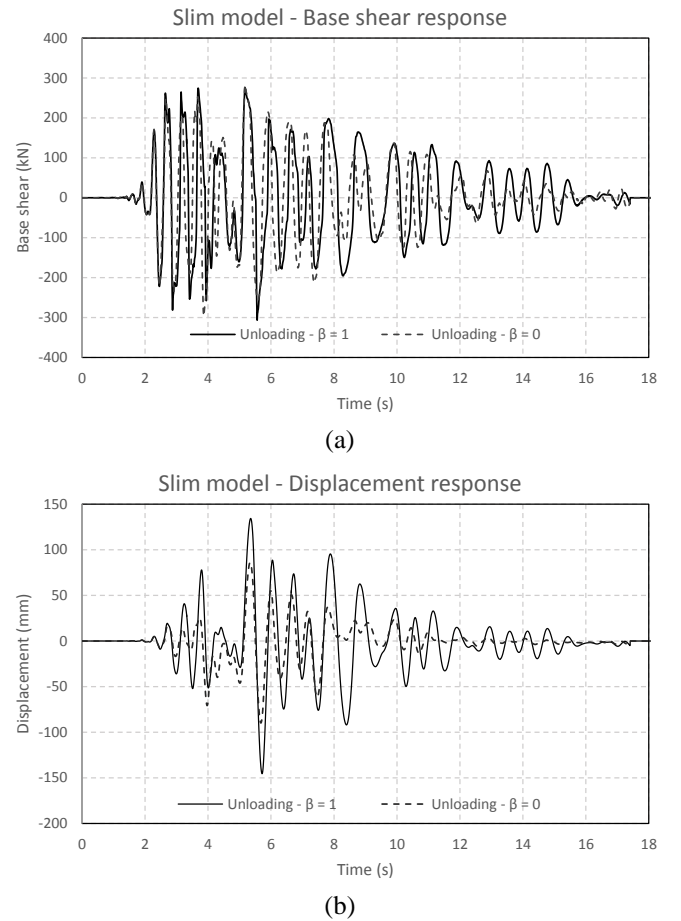 Slim model - Base shear response
400
300
200
100
0
-100
-200
-300
-400
Base shear (kN)
Unloading - β = 1
Unloading - β = 0
0 2 4 6 8 10 12 14 16 18
Time (s)
(a)
Slim model - Displacement response
150
100
50
0
-50
-100
-150
-200
Displacement (mm)
Unloading - β = 1
Unloading - β = 0
0 2 4 6 8 10 12 14 16 18
Time (s)
(b)